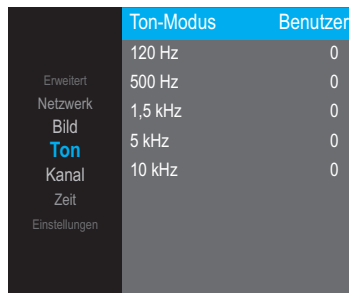 Ton-Modus Benutzer
120 Hz 0
500 Hz 0
1,5 kHz 0
5 kHz 0
10 kHz 0
Erweitert
Netzwerk
Bild
Ton
Kanal
Zeit
Einstellungen